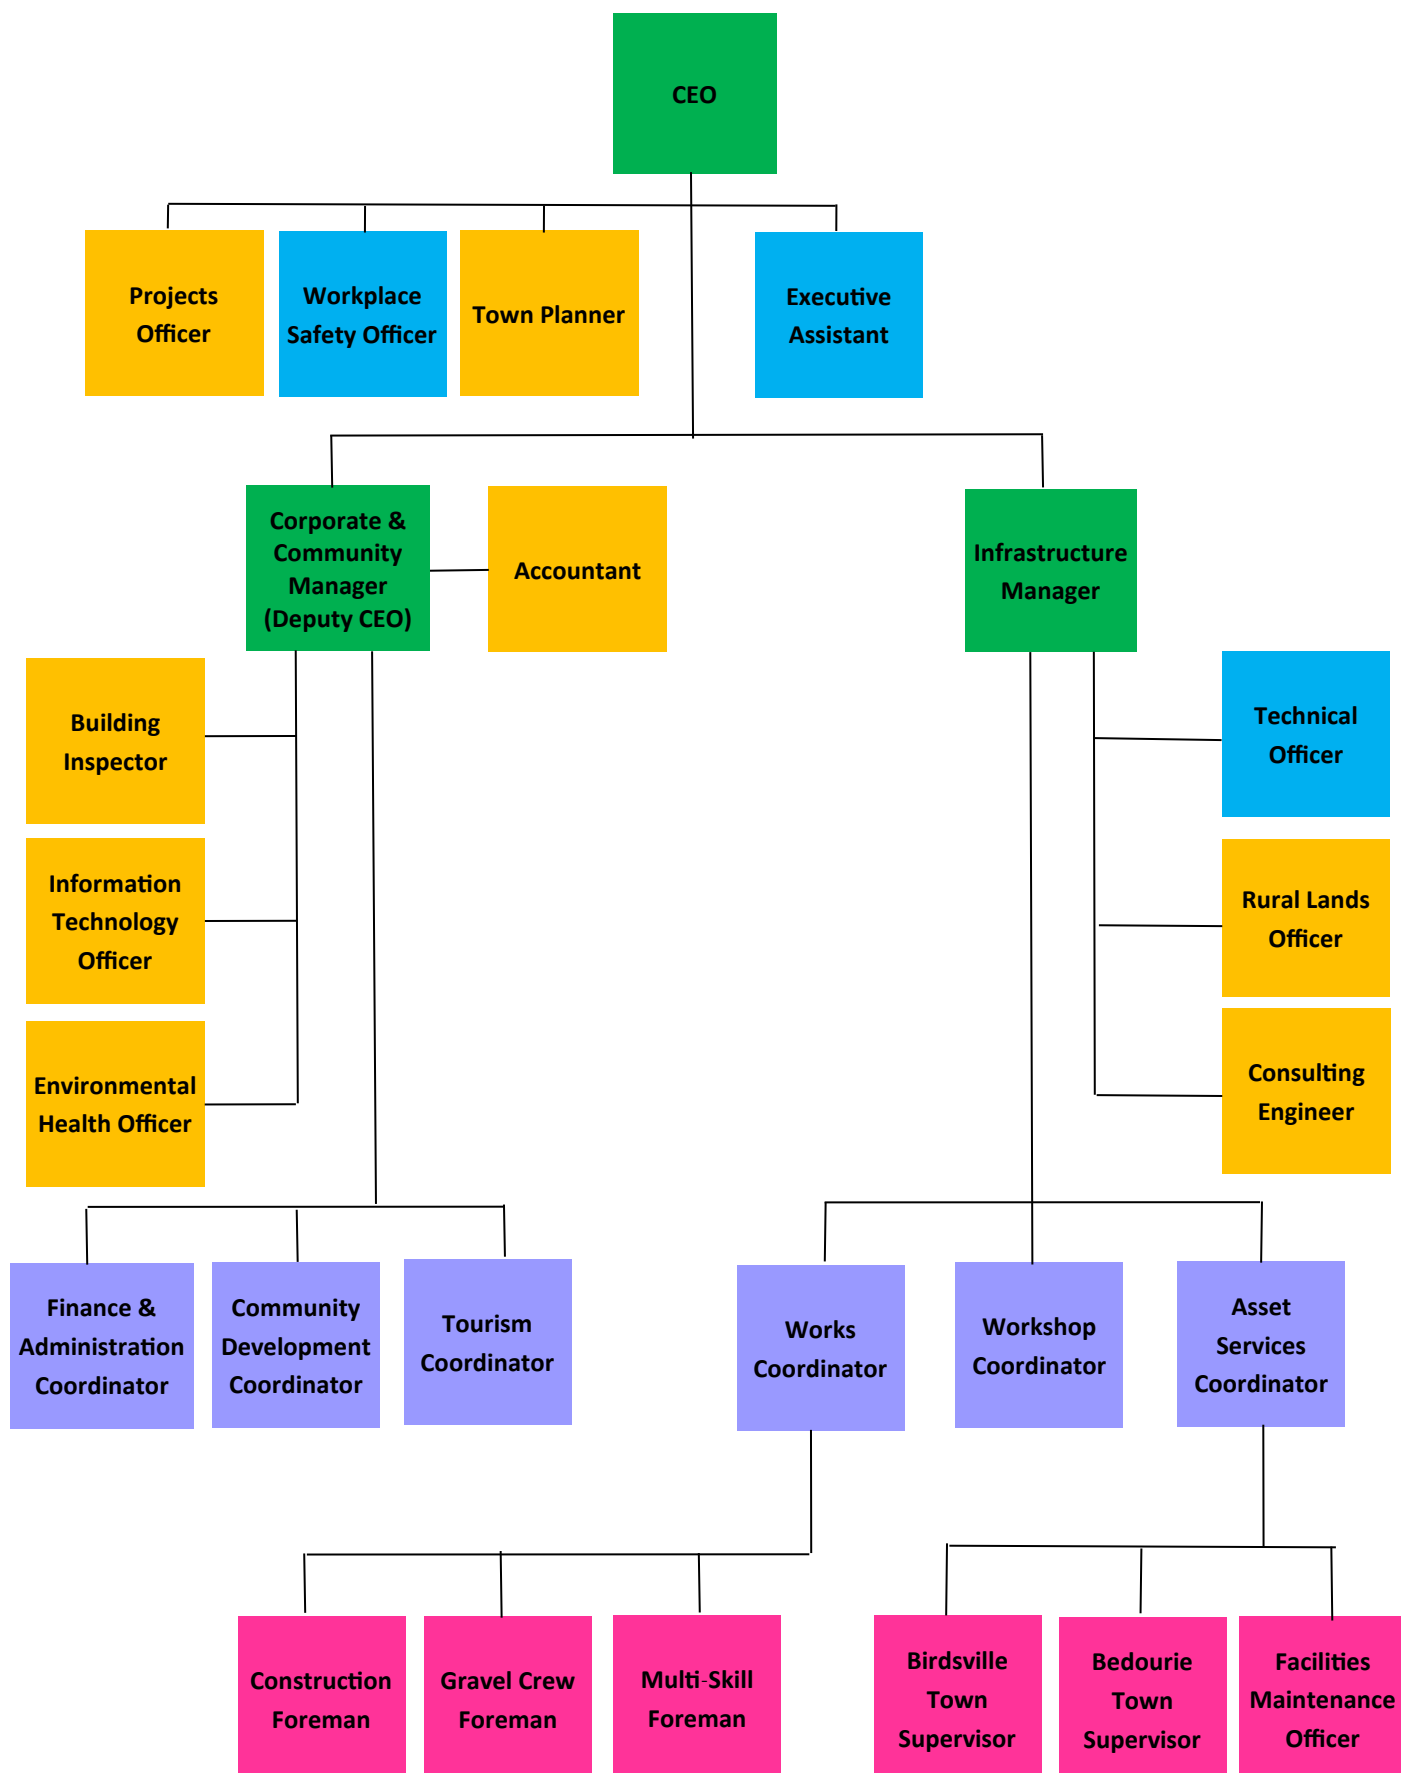 CEO
Projects
Officer
Workplace
Safety Officer
Town Planner
Executive
Assistant
Corporate &
Community
Manager
(Deputy CEO)
Accountant
Infrastructure
Manager
Building
Inspector
Technical
Officer
Information
Technology
Officer
Rural Lands
Officer
Environmental
Health Officer
Consulting
Engineer
Finance &
Administration
Coordinator
Community
Development
Coordinator
Tourism
Coordinator
Works
Coordinator
Workshop
Coordinator
Asset
Services
Coordinator
Construction
Foreman
Gravel Crew
Foreman
Multi-Skill
Foreman
Birdsville
Town
Supervisor
Bedourie
Town
Supervisor
Facilities
Maintenance
Officer